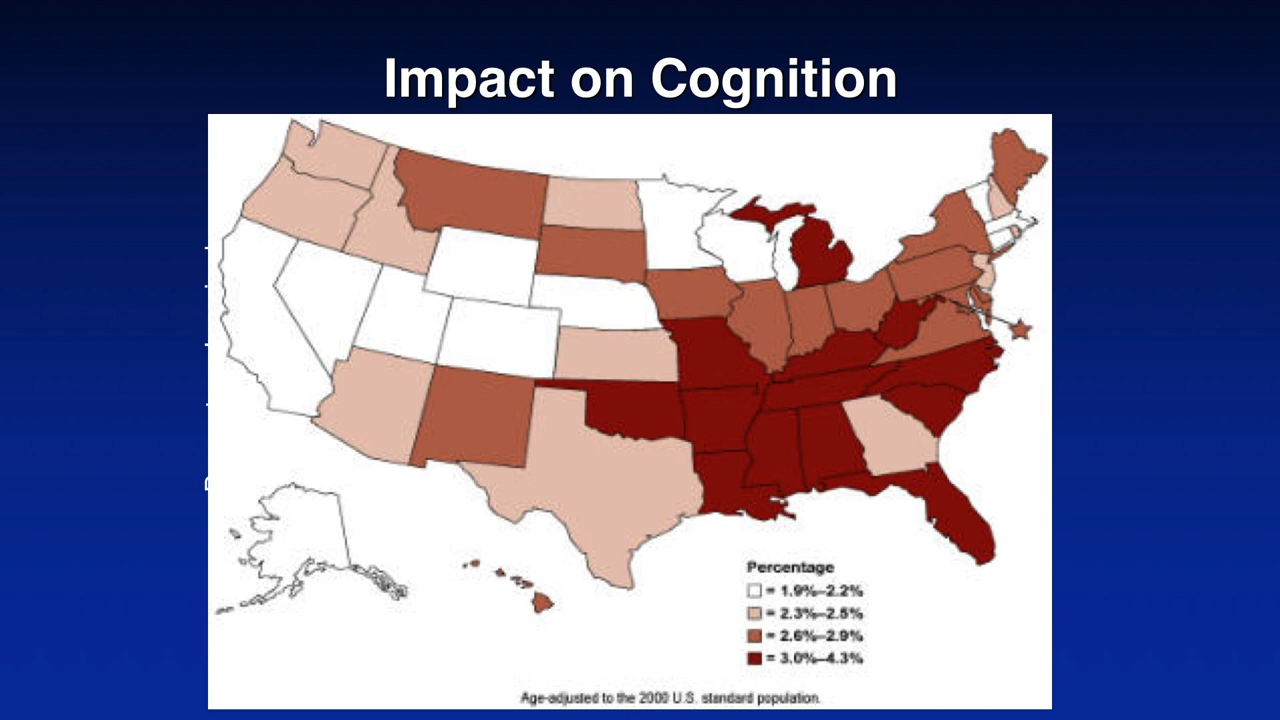 Impact on Cognition
Percentage
= 1.9%–2.2%
= 2.3%–2.5%
= 2.6%–2.9%
= 3.0%–4.3%
Age-adjusted to the 2000 U.S. standard population.